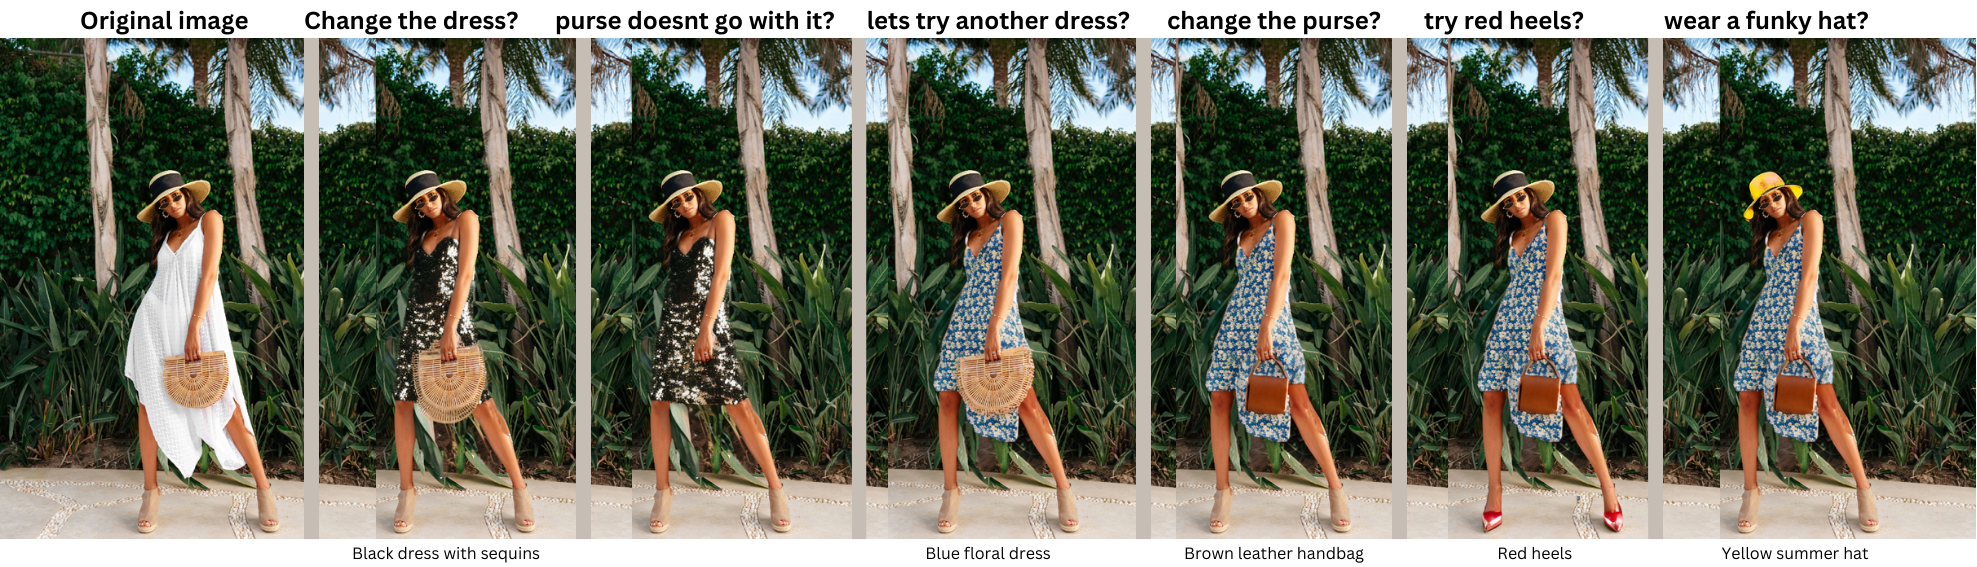 Original image
Change the dress?
purse doesnt go with it?
lets try another dress?
change the purse?
try red heels?
wear a funky hat?
Black dress with sequins
Blue floral dress
Brown leather handbag
Red heels
Yellow summer hat